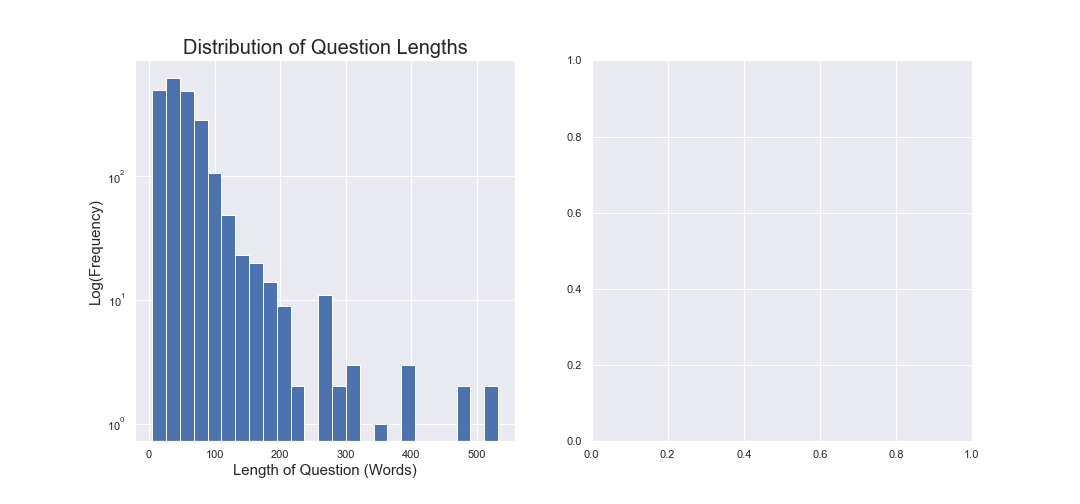 Distribution of Question Lengths
Log(Frequency)
10²
10¹
10⁰
0 100 200 300 400 500
Length of Question (Words)
1.0
0.8
0.6
0.4
0.2
0.0
0.0 0.2 0.4 0.6 0.8 1.0